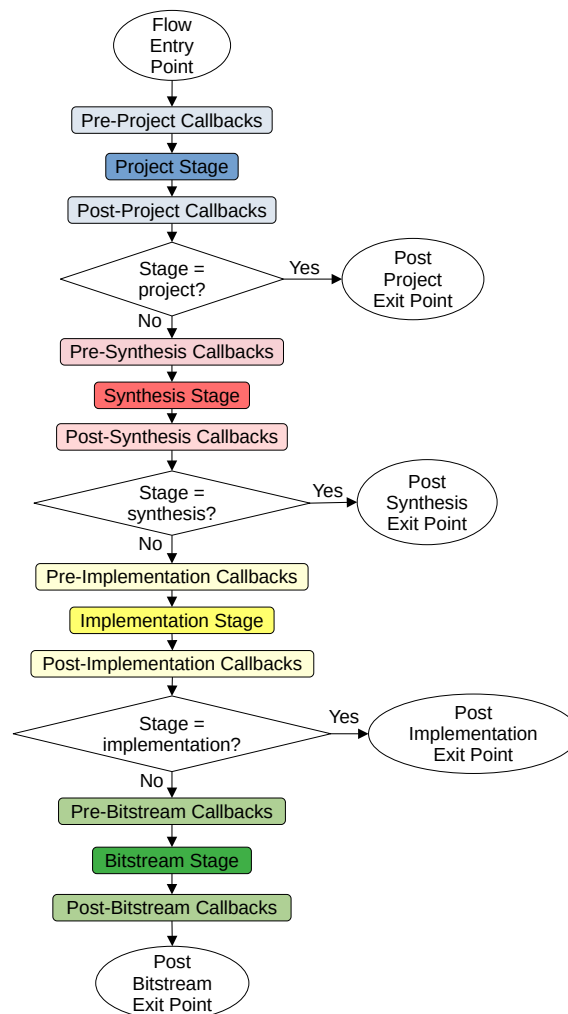 Flow
Entry
Point
Pre-Project Callbacks
Project Stage
Post-Project Callbacks
Stage =
project?
Yes
Post
Project
Exit Point
No
Pre-Synthesis Callbacks
Synthesis Stage
Post-Synthesis Callbacks
Stage =
synthesis?
Yes
Post
Synthesis
Exit Point
No
Pre-Implementation Callbacks
Implementation Stage
Post-Implementation Callbacks
Stage =
implementation?
Yes
Post
Implementation
Exit Point
No
Pre-Bitstream Callbacks
Bitstream Stage
Post-Bitstream Callbacks
Post
Bitstream
Exit Point